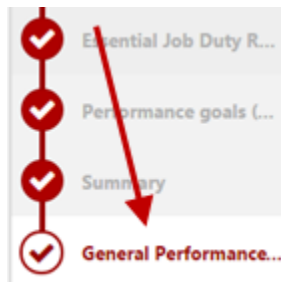 Essential Job Duty R...
Performance goals (...
Summary
General Performance...